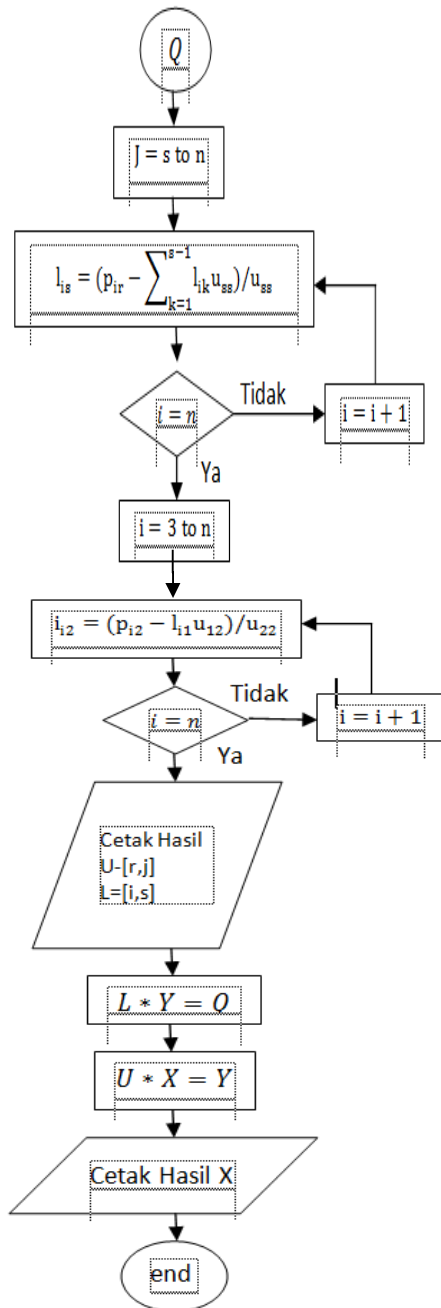 Q
J = s to n
l_is = (p_ir − ∑_{k=1}^{s−1} l_ik u_ss)/u_ss
i = n
Tidak
i = i + 1
Ya
i = 3 to n
i_i2 = (p_i2 − l_i1 u_12)/u_22
i = n
Tidak
i = i + 1
Ya
Cetak Hasil
U-[r,j]
L=[i,s]
L * Y = Q
U * X = Y
Cetak Hasil X
end